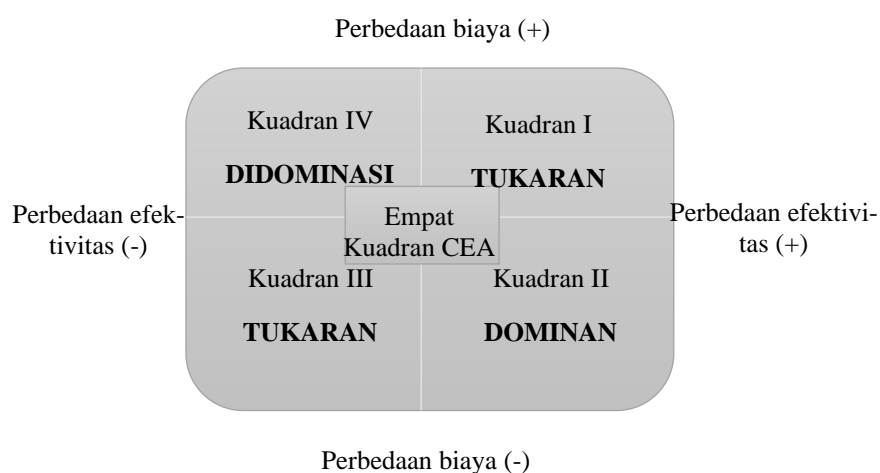 Perbedaan biaya (+)
Kuadran IV
DIDOMINASI
Kuadran I
TUKARAN
Perbedaan efek-
tivitas (-)
Empat
Kuadran CEA
Perbedaan efektivi-
tas (+)
Kuadran III
TUKARAN
Kuadran II
DOMINAN
Perbedaan biaya (-)